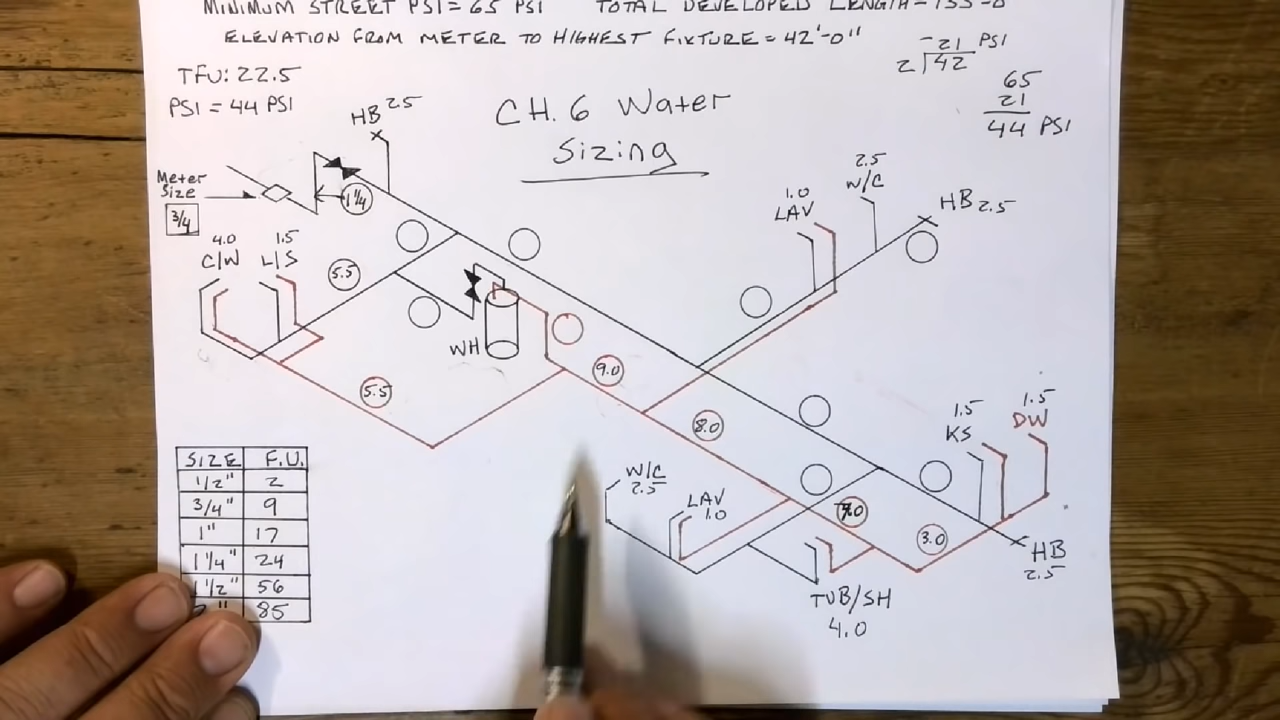 MINIMUM STREET PSI = 65 PSI TOTAL DEVELOPED LENGTH = 155'-0"
ELEVATION FROM METER TO HIGHEST FIXTURE = 42'-0"
21 PSI
2 42
65
21
44 PSI
TFU: 22.5
PSI = 44 PSI
CH. 6 Water
Sizing
HB 2.5
Meter
Size
3/4
1 1/4
4.0
C/W
1.5
L/S
5.5
WH
5.5
9.0
8.0
1.0
LAV
2.5
W/C
HB 2.5
W/C
2.5
LAV
1.0
7.0
3.0
1.5
KS
1.5
DW
HB
2.5
TUB/SH
4.0
SIZE F.U.
1/2" 2
3/4" 9
1" 17
1 1/4" 24
1 1/2" 56
" 85